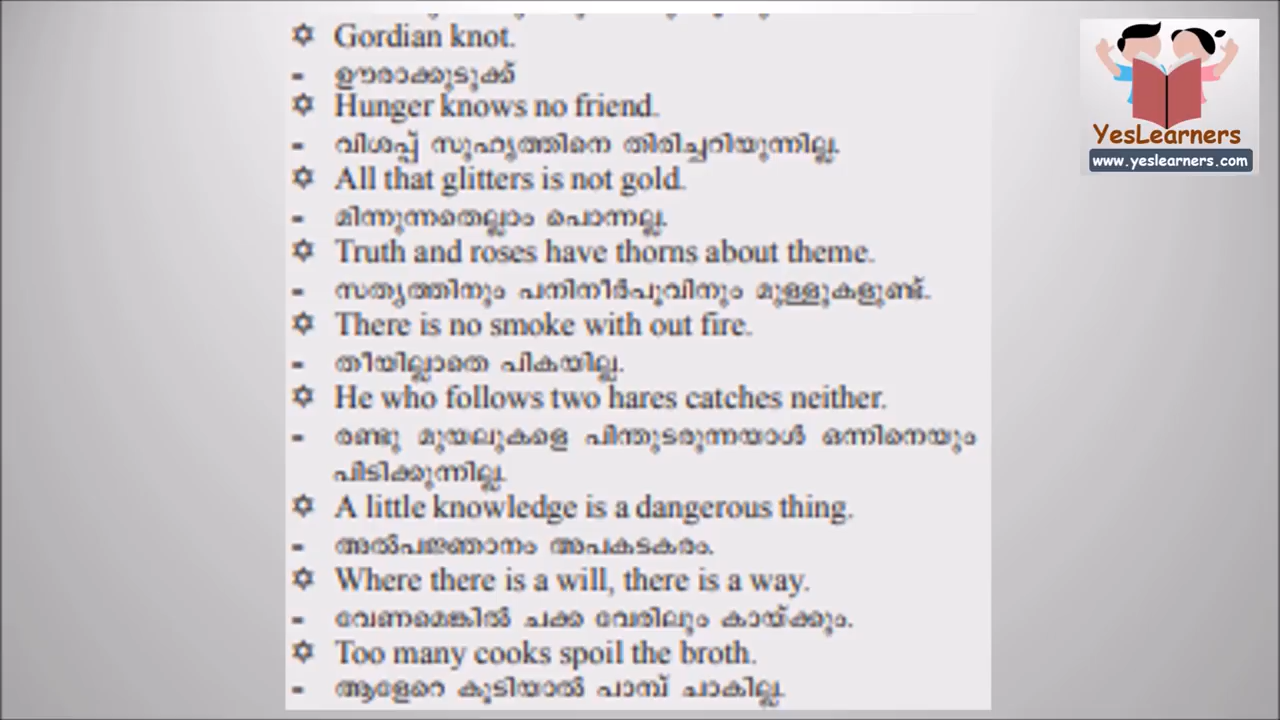 Gordian knot.
- ഊരാക്കുടുക്ക്
Hunger knows no friend.
- വിശപ്പ് സുഹൃത്തിനെ തിരിച്ചറിയുന്നില്ല.
All that glitters is not gold.
- മിന്നുന്നതെല്ലാം പൊന്നല്ല.
Truth and roses have thorns about theme.
- സത്യത്തിനും പനിനീർപൂവിനും മുള്ളുകളുണ്ട്.
There is no smoke with out fire.
- തീയില്ലാതെ പികയില്ല.
He who follows two hares catches neither.
- രണ്ടു മുയലുകളെ പിന്തുടരുന്നയാൾ ഒന്നിനെയും
പിടിക്കുന്നില്ല.
A little knowledge is a dangerous thing.
- അൽപജ്ഞാനം അപകടകരം.
Where there is a will, there is a way.
- വേണമെങ്കിൽ ചക്ക വേരിലും കായ്ക്കും.
Too many cooks spoil the broth.
- ആളേറെ കൂടിയാൽ പാമ്പ് ചാകില്ല.
YesLearners
www.yeslearners.com